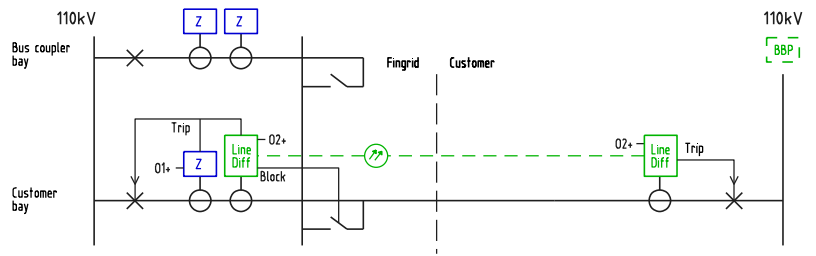 110kV
Z
Z
110kV
Bus coupler
bay
Fingrid
Customer
BBP
Trip
O2+
O2+
Line
Diff
Line
Diff
Trip
O1+
Z
Block
Customer
bay